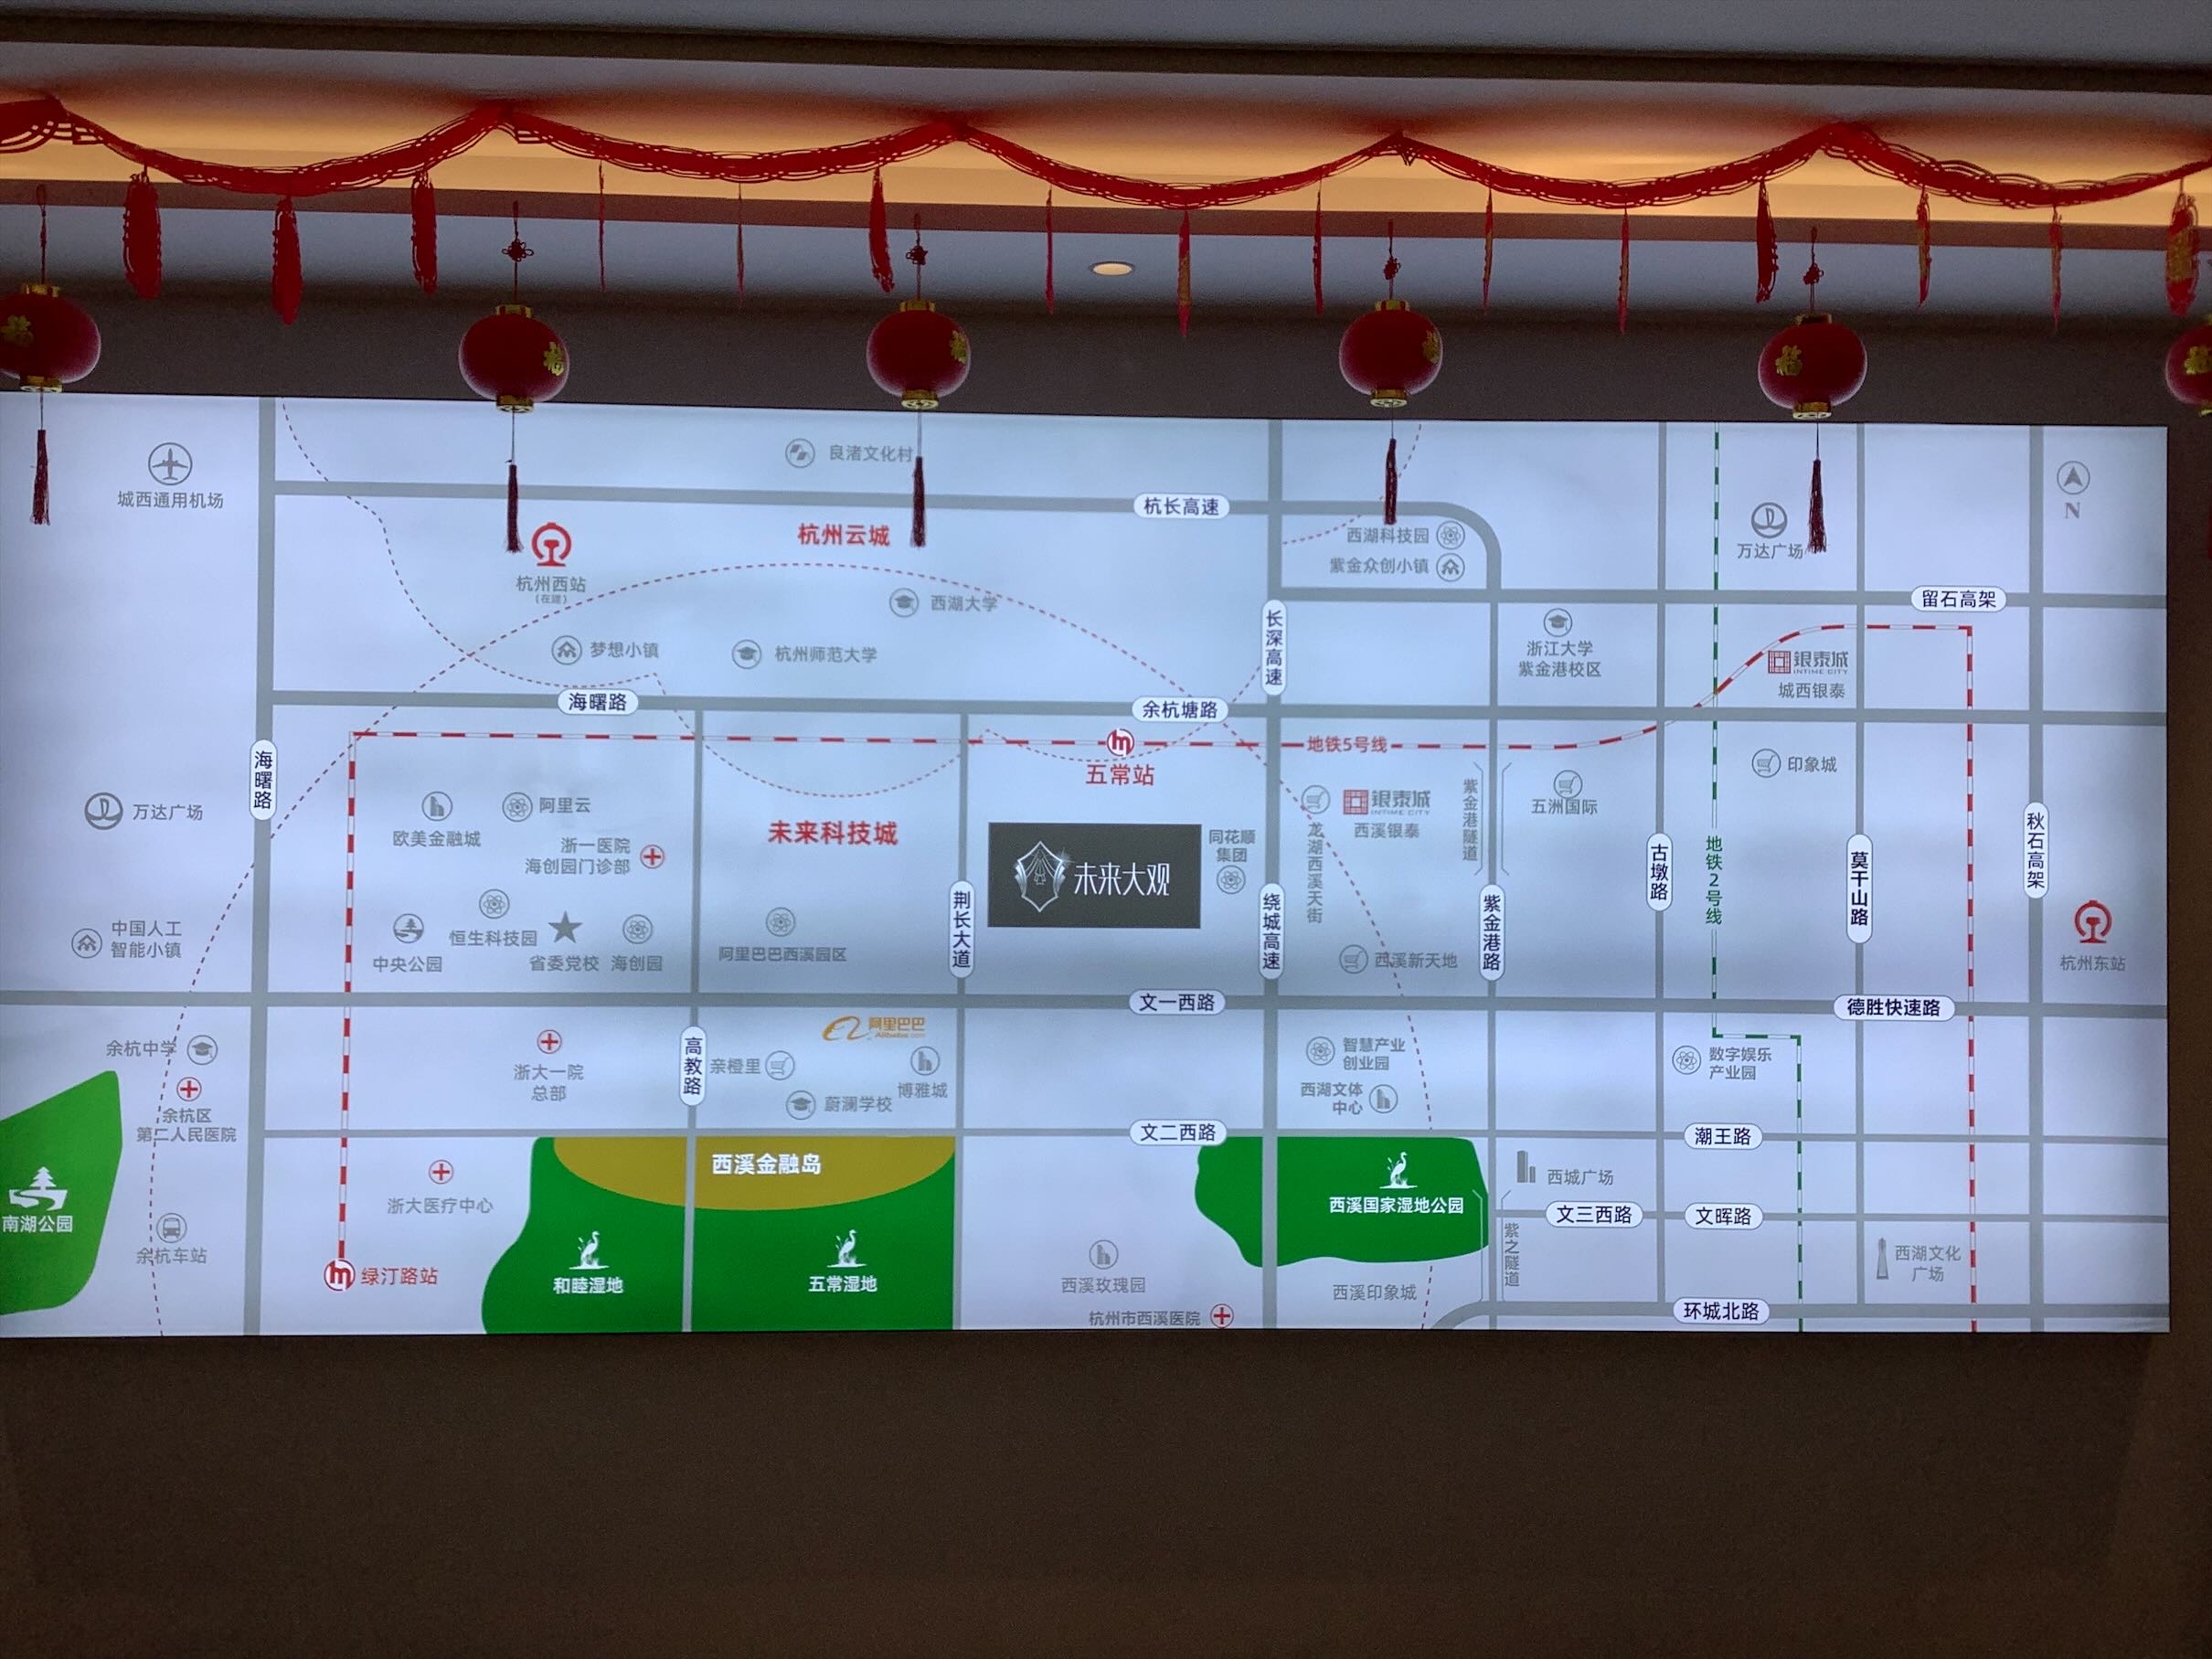 福
福
福
福
福
良渚文化村
城西通用机场
杭长高速
N
杭州云城
西湖科技园
紫金众创小镇
万达广场
杭州西站
(在建)
西湖大学
留石高架
长深高速
梦想小镇
杭州师范大学
浙江大学
紫金港校区
银泰城
INTIME CITY
城西银泰
海曙路
余杭塘路
地铁5号线
五常站
海曙路
印象城
万达广场
欧美金融城
阿里云
浙一医院
海创园门诊部
未来科技城
未来大观
同花顺
集团
龙湖西溪天街
银泰城
INTIME CITY
西溪银泰
紫金港隧道
五洲国际
古墩路
地铁2号线
莫干山路
秋石高架
中国人工
智能小镇
中央公园
恒生科技园
省委党校
海创园
阿里巴巴西溪园区
荆长大道
绕城高速
西溪新天地
紫金港路
杭州东站
文一西路
德胜快速路
余杭中学
余杭区
第二人民医院
浙大一院
总部
高教路
亲橙里
阿里巴巴
Alibaba.com
博雅城
蔚澜学校
智慧产业
创业园
西湖文体
中心
数字娱乐
产业园
文二西路
潮王路
南湖公园
余杭车站
浙大医疗中心
西溪金融岛
和睦湿地
五常湿地
西溪国家湿地公园
西城广场
文三西路
文晖路
紫之隧道
西湖文化
广场
绿汀路站
西溪玫瑰园
杭州市西溪医院
西溪印象城
环城北路